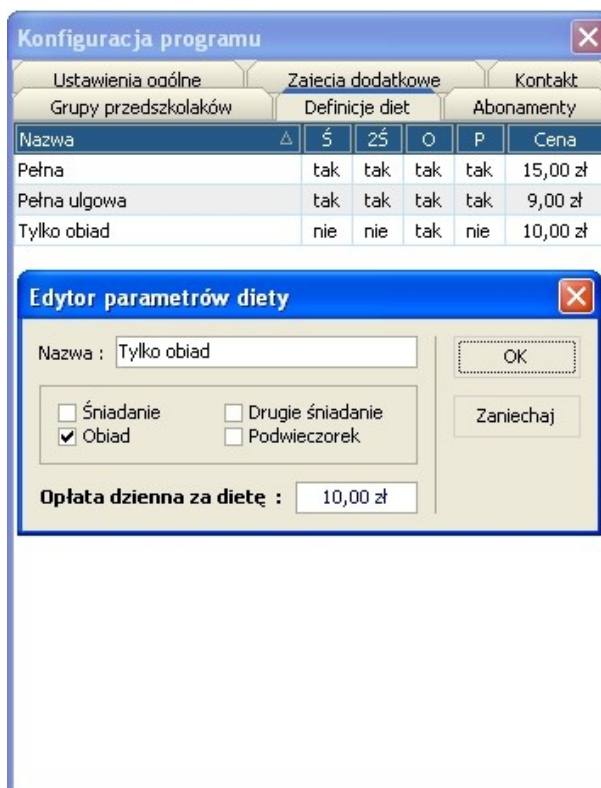 Konfiguracja programu
Ustawienia ogólne Zajęcia dodatkowe Kontakt
Grupy przedszkolaków Definicje diet Abonamenty
Nazwa Ś 2Ś O P Cena
Pełna tak tak tak tak 15,00 zł
Pełna ulgowa tak tak tak tak 9,00 zł
Tylko obiad nie nie tak nie 10,00 zł
Edytor parametrów diety
Nazwa : Tylko obiad OK
Śniadanie Drugie śniadanie Zaniechaj
Obiad Podwieczorek
Opłata dzienna za dietę : 10,00 zł